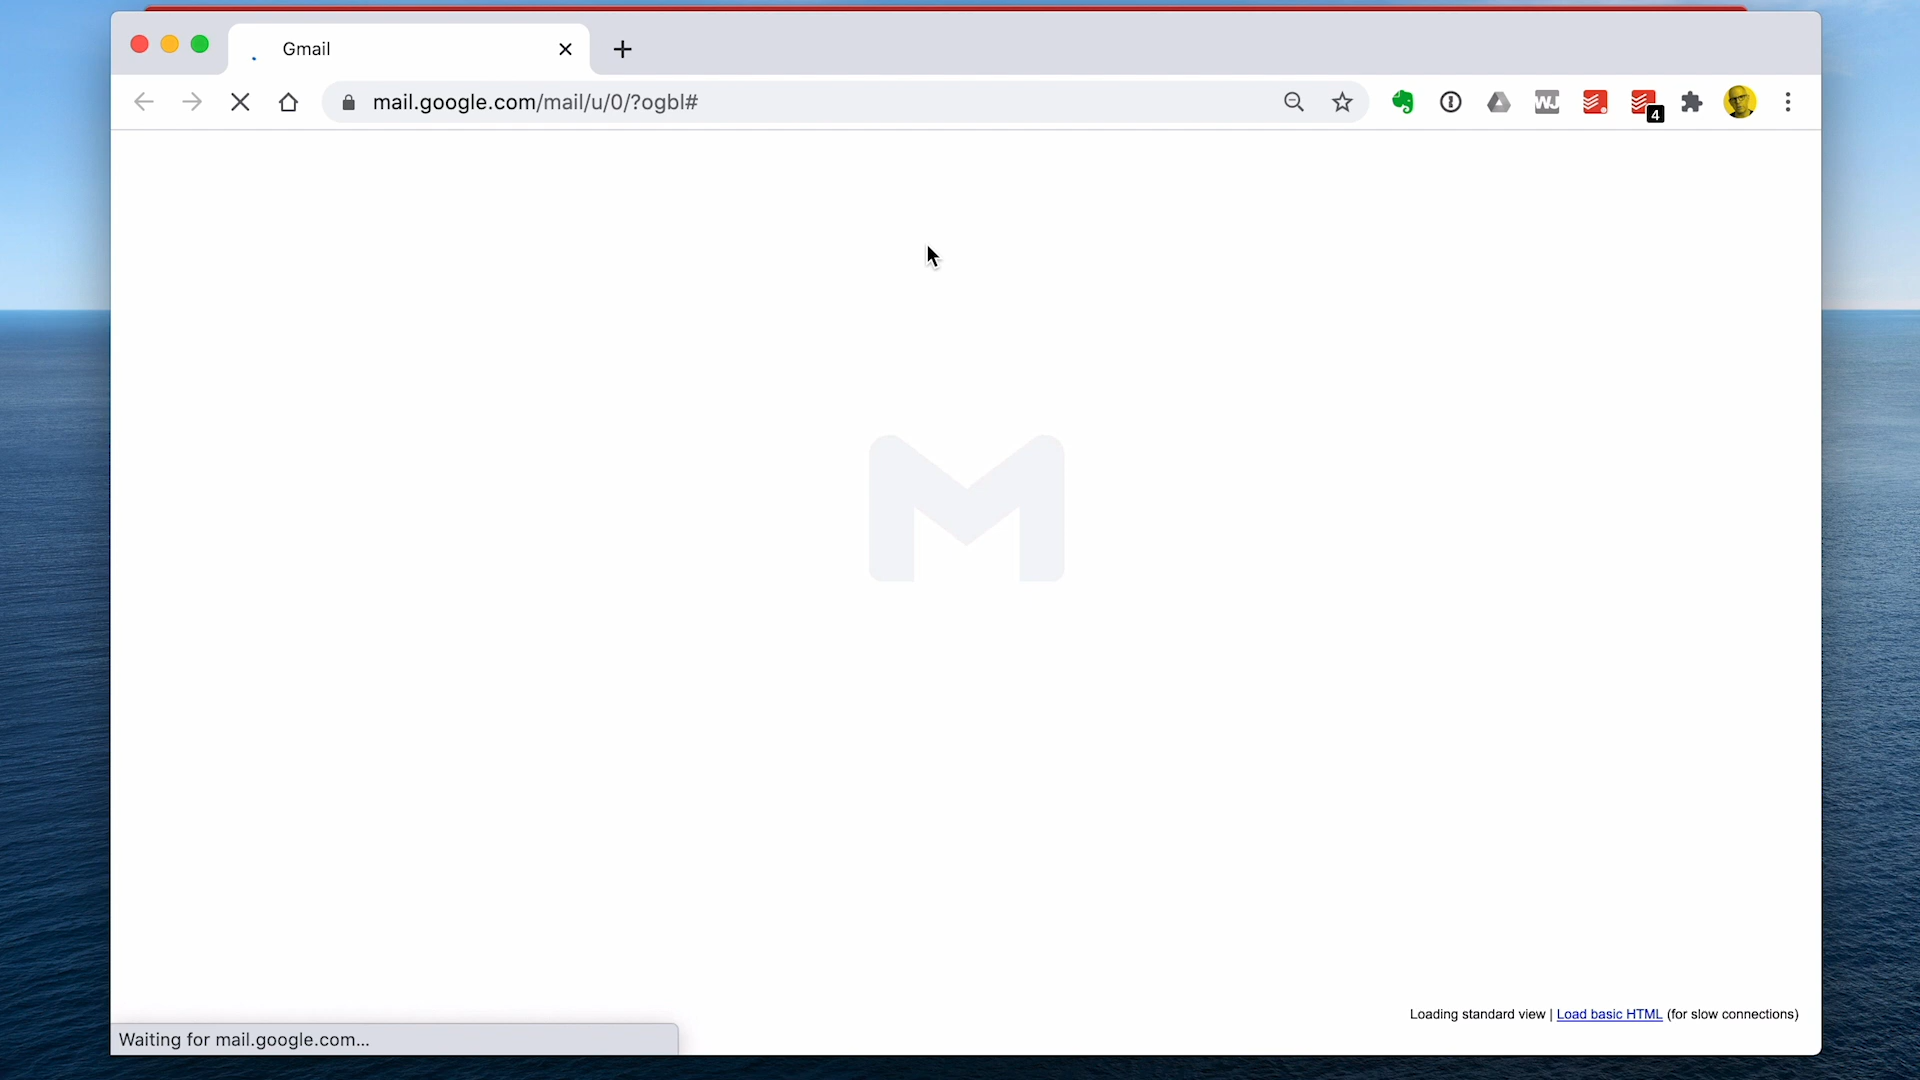 Gmail
mail.google.com/mail/u/0/?ogbl#
WJ
4
Loading standard view | Load basic HTML (for slow connections)
Waiting for mail.google.com...